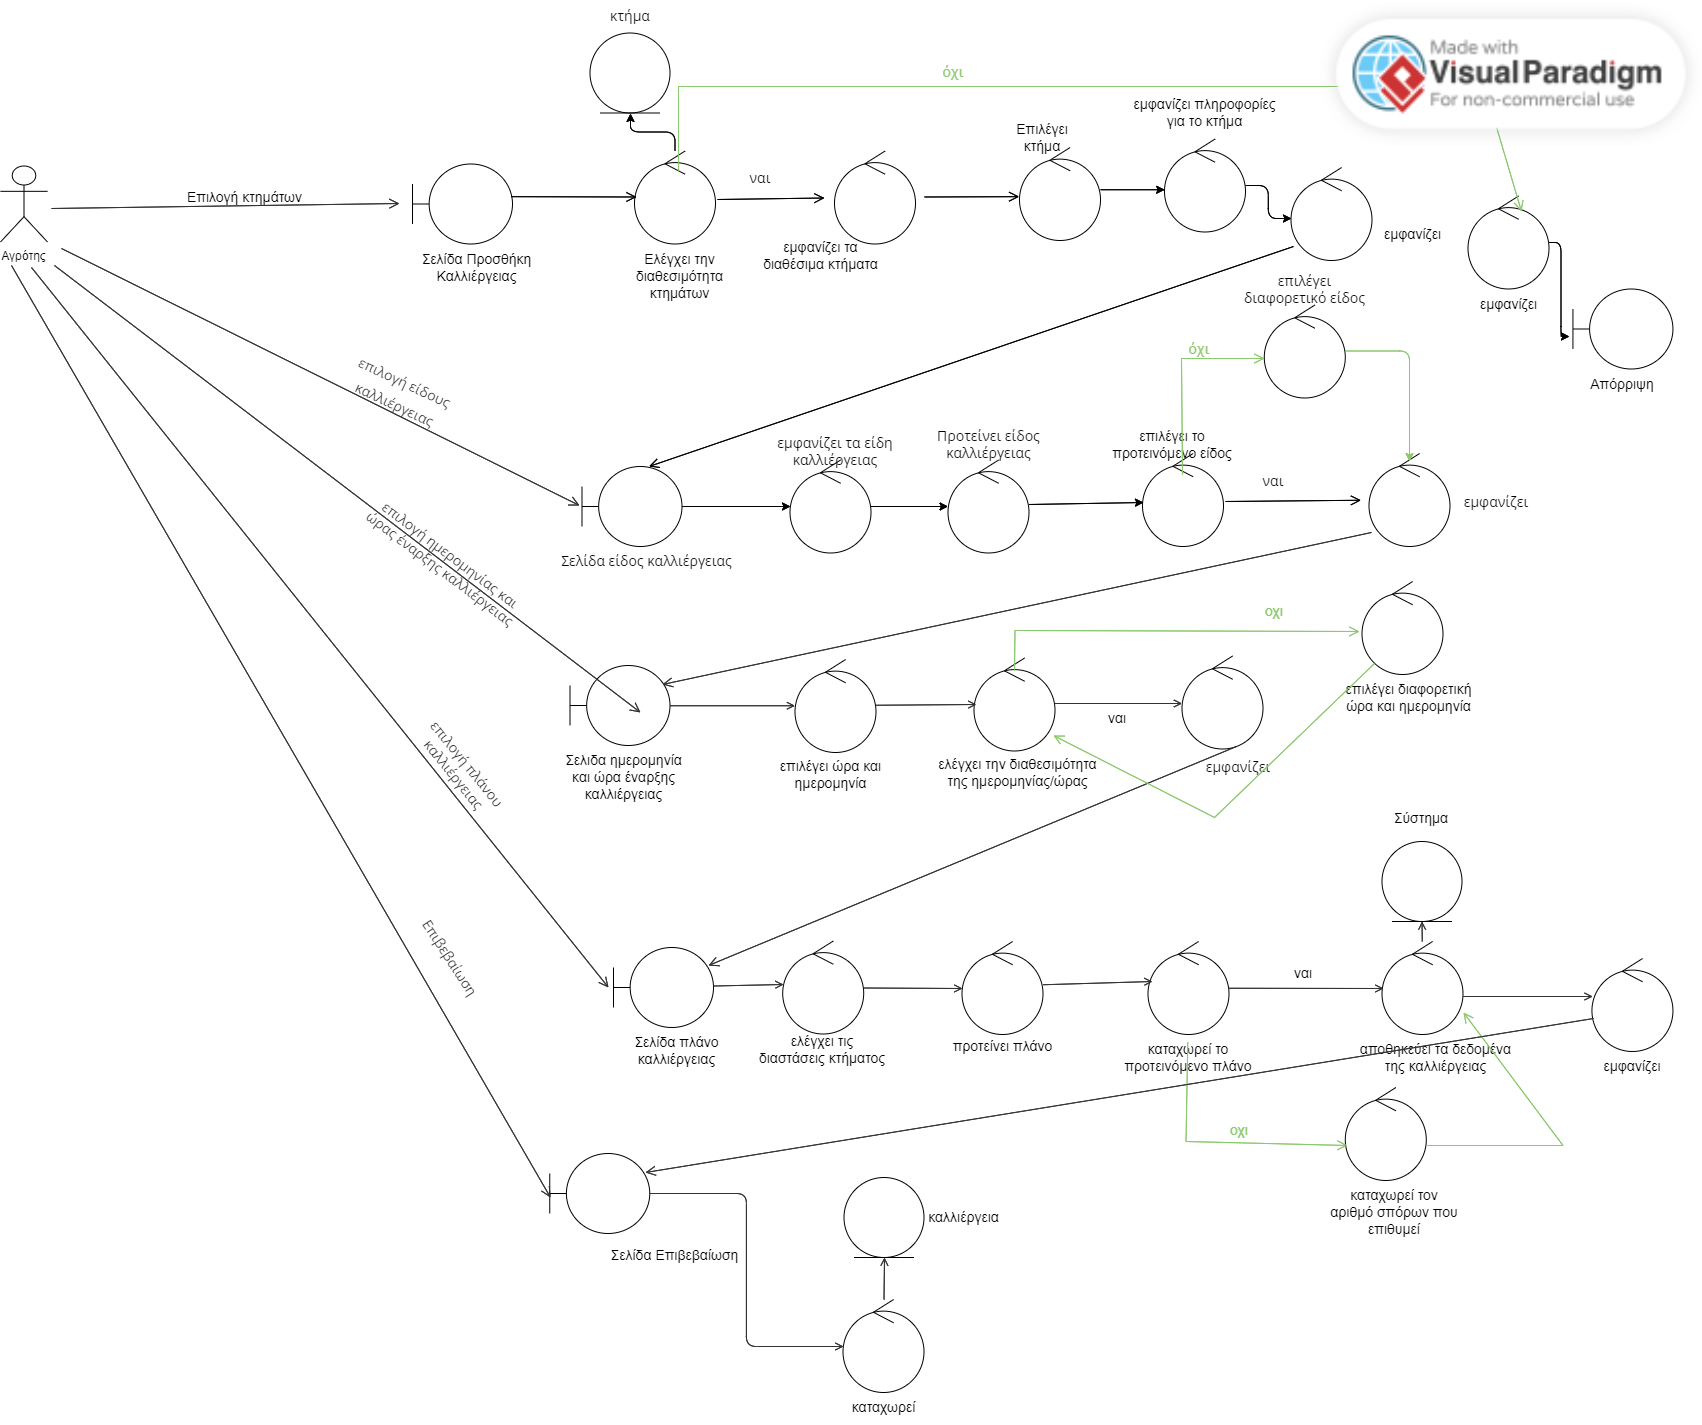 κτήμα
όχι
Made with
Visual Paradigm
For non-commercial use
εμφανίζει πληροφορίες
για το κτήμα
Επιλέγει
κτήμα
ναι
Επιλογή κτημάτων
Αγρότης
Σελίδα Προσθήκη
Καλλιέργειας
Ελέγχει την
διαθεσιμότητα
κτημάτων
εμφανίζει τα
διαθέσιμα κτήματα
εμφανίζει
εμφανίζει
Απόρριψη
επιλέγει
διαφορετικό είδος
όχι
επιλογή είδους
καλλιέργειας
εμφανίζει τα είδη
καλλιέργειας
Προτείνει είδος
καλλιέργειας
επιλέγει το
προτεινόμενο είδος
ναι
εμφανίζει
Σελίδα είδος καλλιέργειας
επιλογή ημερομηνίας και
ώρας έναρξης καλλιέργειας
οχι
επιλέγει διαφορετική
ώρα και ημερομηνία
ναι
Σελιδα ημερομηνία
και ώρα έναρξης
καλλιέργειας
επιλέγει ώρα και
ημερομηνία
ελέγχει την διαθεσιμότητα
της ημερομηνίας/ώρας
εμφανίζει
επιλογή πλάνου
καλλιέργειας
Σύστημα
Επιβεβαίωση
ναι
Σελίδα πλάνο
καλλιέργειας
ελέγχει τις
διαστάσεις κτήματος
προτείνει πλάνο
καταχωρεί το
προτεινόμενο πλάνο
αποθηκεύει τα δεδομένα
της καλλιέργειας
εμφανίζει
οχι
καταχωρεί τον
αριθμό σπόρων που
επιθυμεί
Σελίδα Επιβεβαίωση
καλλιέργεια
καταχωρεί